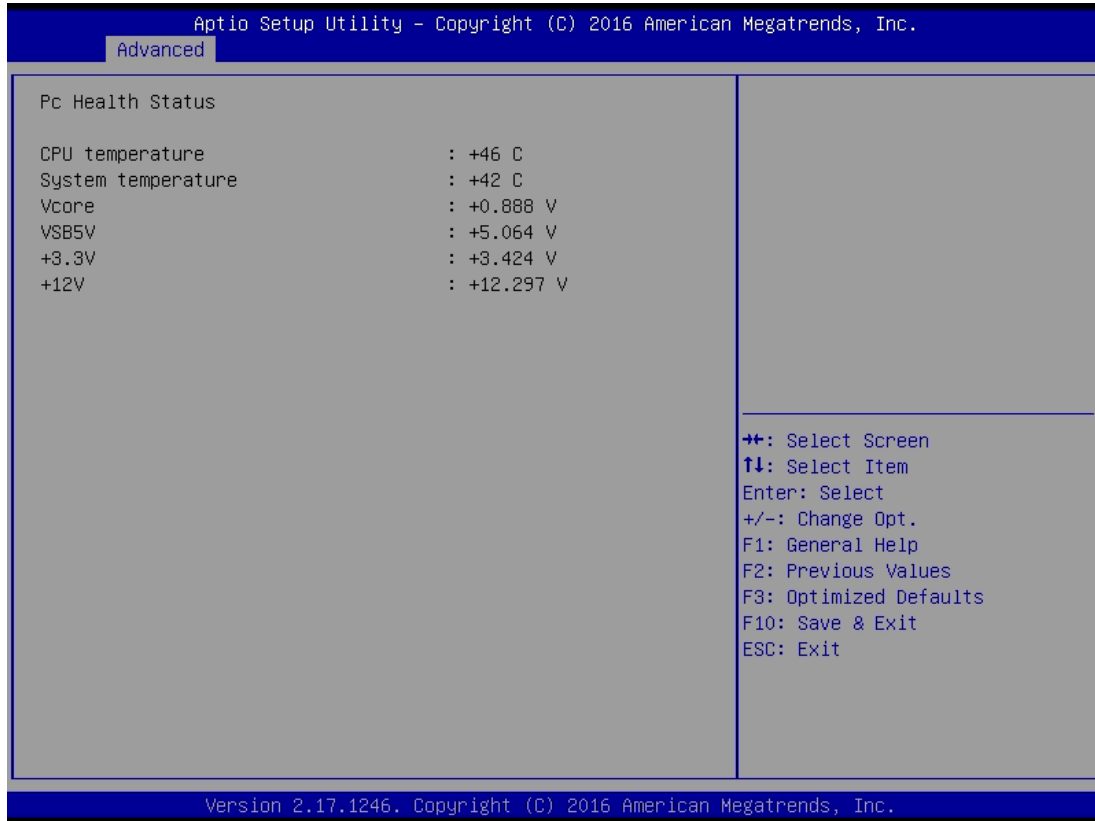 Aptio Setup Utility – Copyright (C) 2016 American Megatrends, Inc.
Advanced
Pc Health Status
CPU temperature : +46 C
System temperature : +42 C
Vcore : +0.888 V
VSB5V : +5.064 V
+3.3V : +3.424 V
+12V : +12.297 V
→←: Select Screen
↑↓: Select Item
Enter: Select
+/-: Change Opt.
F1: General Help
F2: Previous Values
F3: Optimized Defaults
F10: Save & Exit
ESC: Exit
Version 2.17.1246. Copyright (C) 2016 American Megatrends, Inc.